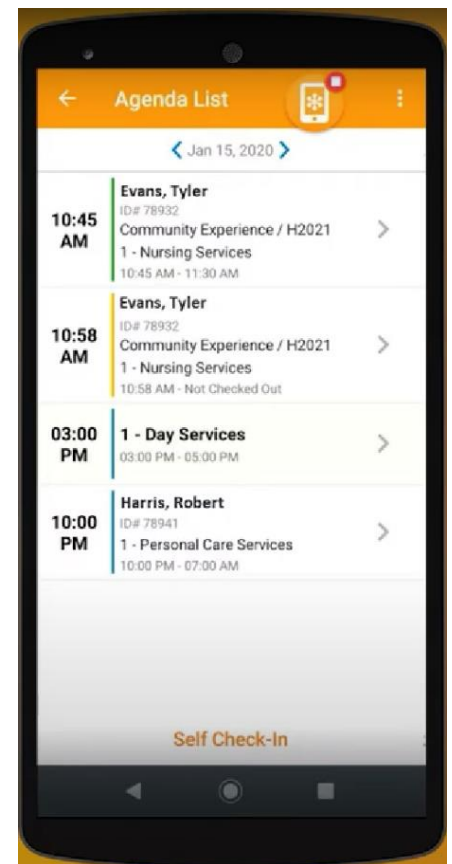 Agenda List
Jan 15, 2020
10:45 AM
Evans, Tyler
ID# 78932
Community Experience / H2021
1 - Nursing Services
10:45 AM - 11:30 AM
10:58 AM
Evans, Tyler
ID# 78932
Community Experience / H2021
1 - Nursing Services
10:58 AM - Not Checked Out
03:00 PM
1 - Day Services
03:00 PM - 05:00 PM
10:00 PM
Harris, Robert
ID# 78941
1 - Personal Care Services
10:00 PM - 07:00 AM
Self Check-In